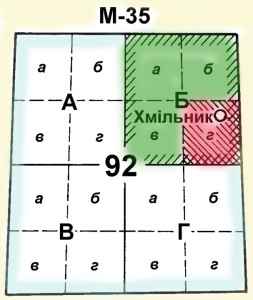 М-35
а б а б
А Б
Хмільник
в г в г
92
а б а б
В Г
в г в г